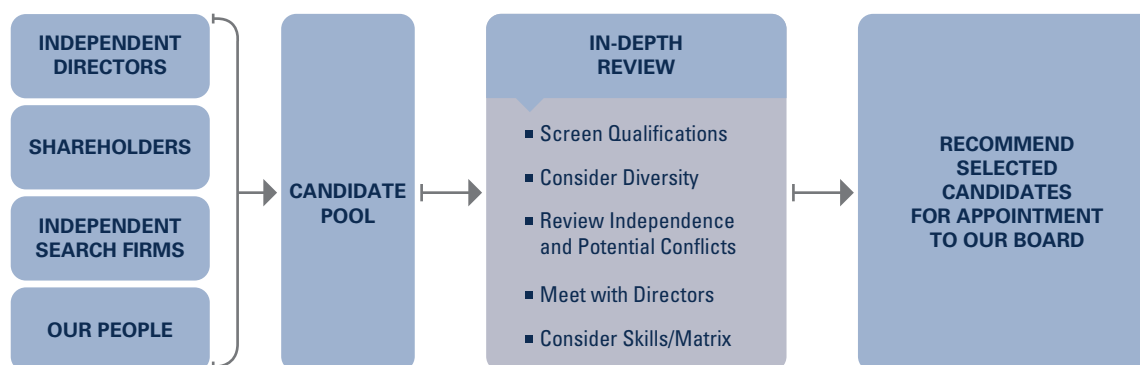 INDEPENDENT
DIRECTORS
SHAREHOLDERS
INDEPENDENT
SEARCH FIRMS
OUR PEOPLE
CANDIDATE
POOL
IN-DEPTH
REVIEW
▪ Screen Qualifications
▪ Consider Diversity
▪ Review Independence
and Potential Conflicts
▪ Meet with Directors
▪ Consider Skills/Matrix
RECOMMEND
SELECTED
CANDIDATES
FOR APPOINTMENT
TO OUR BOARD